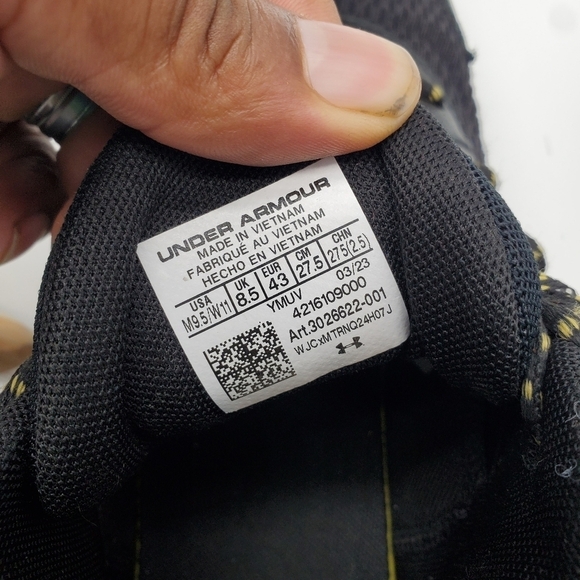 UNDER ARMOUR
MADE IN VIETNAM
FABRIQUÉ AU VIETNAM
HECHO EN VIETNAM
USA UK EUR CM CHN
M9.5/W11 8.5 43 27.5 275(2.5)
YMUV 03/23
4216109000
Art.3026622-001
WJCxMTRNQ24H07J